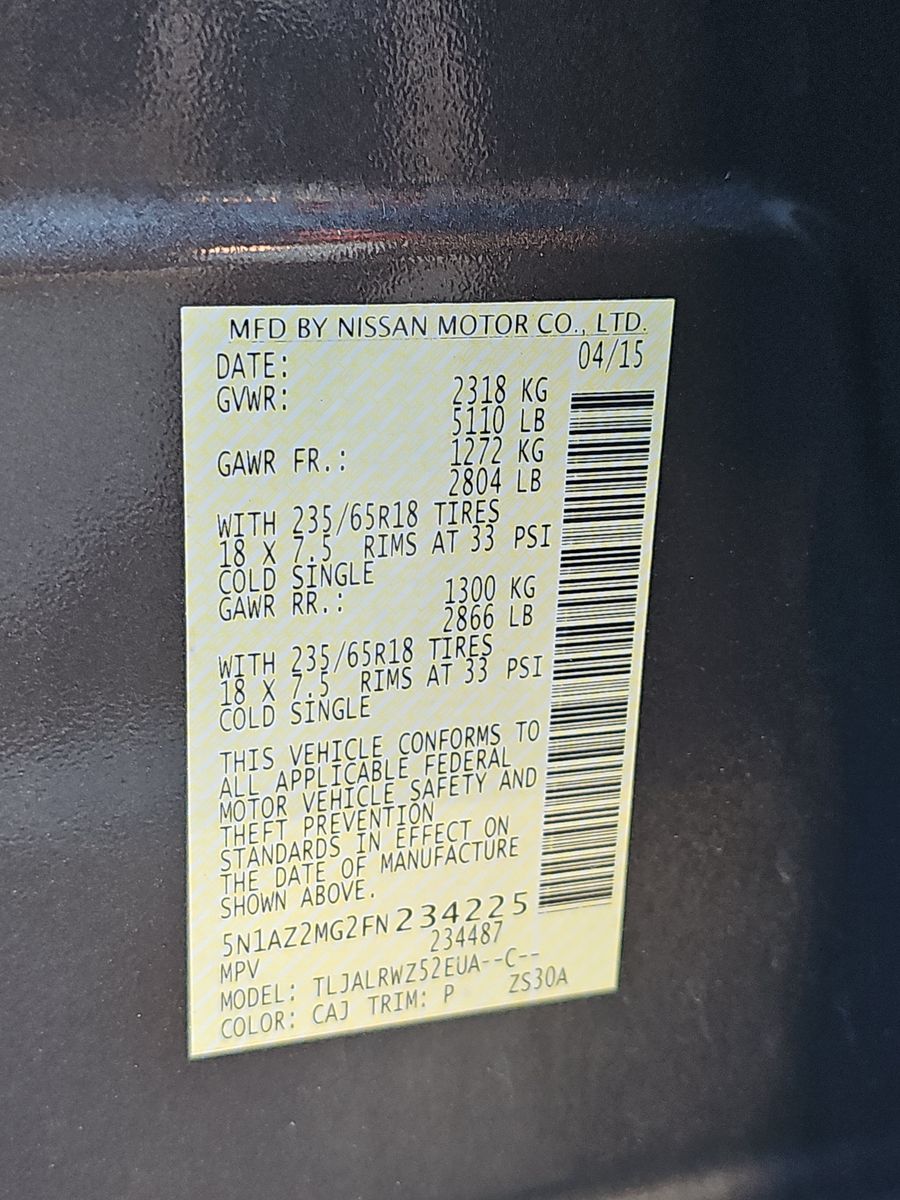 MFD BY NISSAN MOTOR CO., LTD.
DATE: 04/15
GVWR: 2318 KG
5110 LB
GAWR FR.: 1272 KG
2804 LB
WITH 235/65R18 TIRES
18 X 7.5 RIMS AT 33 PSI
COLD SINGLE
GAWR RR.: 1300 KG
2866 LB
WITH 235/65R18 TIRES
18 X 7.5 RIMS AT 33 PSI
COLD SINGLE
THIS VEHICLE CONFORMS TO
ALL APPLICABLE FEDERAL
MOTOR VEHICLE SAFETY AND
THEFT PREVENTION
STANDARDS IN EFFECT ON
THE DATE OF MANUFACTURE
SHOWN ABOVE.
5N1AZ2MG2FN234225
MPV 234487
MODEL: TLJALRWZ52EUA--C--
COLOR: CAJ TRIM: P ZS30A